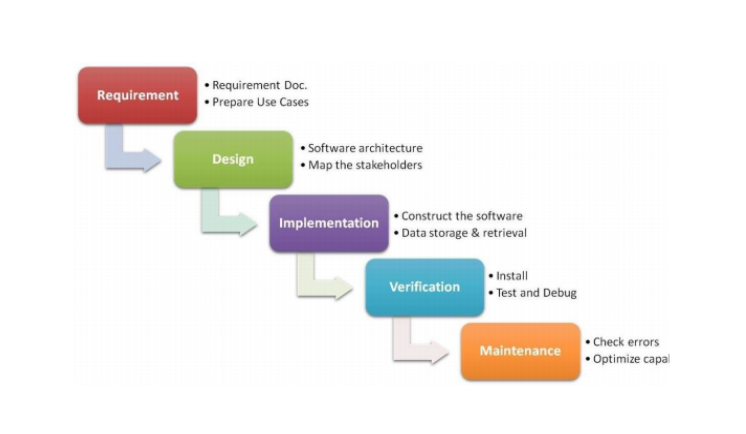 Requirement
• Requirement Doc.
• Prepare Use Cases
Design
• Software architecture
• Map the stakeholders
Implementation
• Construct the software
• Data storage & retrieval
Verification
• Install
• Test and Debug
Maintenance
• Check errors
• Optimize